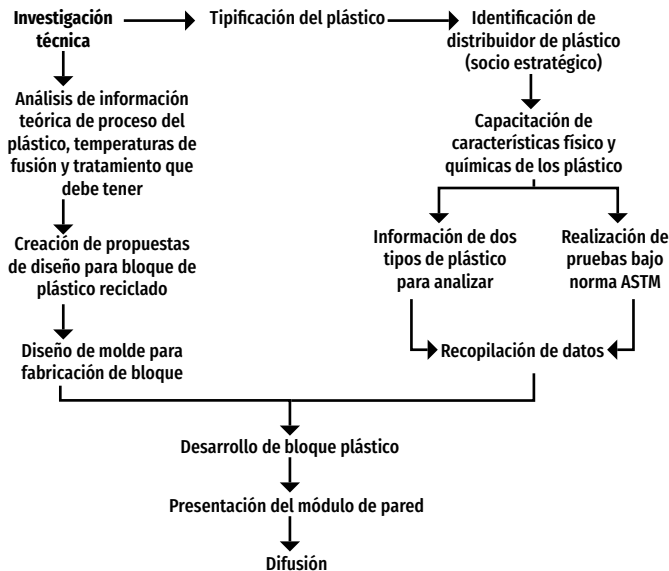 Investigación
técnica
Tipificación del plástico
Identificación de
distribuidor de plástico
(socio estratégico)
Análisis de información
teórica de proceso del
plástico, temperaturas de
fusión y tratamiento que
debe tener
Capacitación de
características físico y
químicas de los plástico
Creación de propuestas
de diseño para bloque de
plástico reciclado
Información de dos
tipos de plástico
para analizar
Realización de
pruebas bajo
norma ASTM
Diseño de molde para
fabricación de bloque
Recopilación de datos
Desarrollo de bloque plástico
Presentación del módulo de pared
Difusión